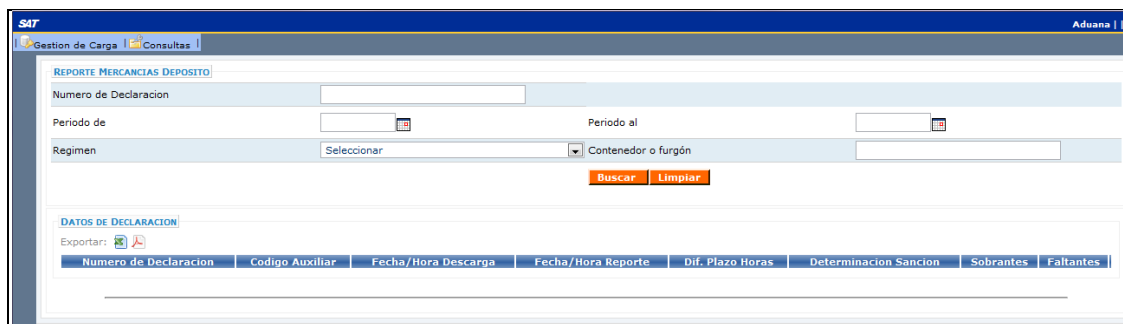 SAT
Aduana | |
| Gestion de Carga | Consultas |
REPORTE MERCANCIAS DEPOSITO
Numero de Declaracion
Periodo de
Periodo al
Regimen
Seleccionar
Contenedor o furgón
Buscar
Limpiar
DATOS DE DECLARACION
Exportar:
Numero de Declaracion
Codigo Auxiliar
Fecha/Hora Descarga
Fecha/Hora Reporte
Dif. Plazo Horas
Determinacion Sancion
Sobrantes
Faltantes